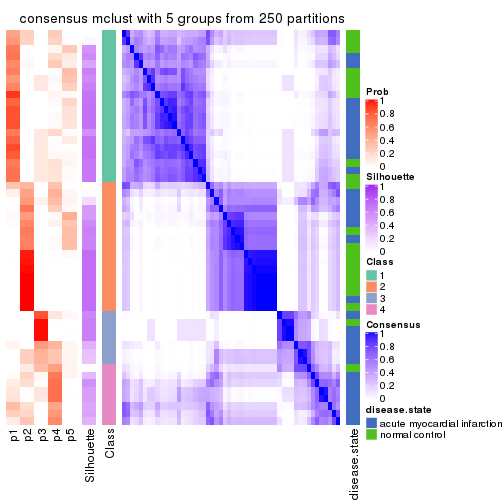 consensus mclust with 5 groups from 250 partitions
Prob
1
0.8
0.6
0.4
0.2
0
Silhouette
1
0.8
0.6
0.4
0.2
0
Class
1
2
3
4
Consensus
1
0.8
0.6
0.4
0.2
0
disease.state
acute myocardial infarction
normal control
p1
p2
p3
p4
p5
Silhouette
Class
disease.state